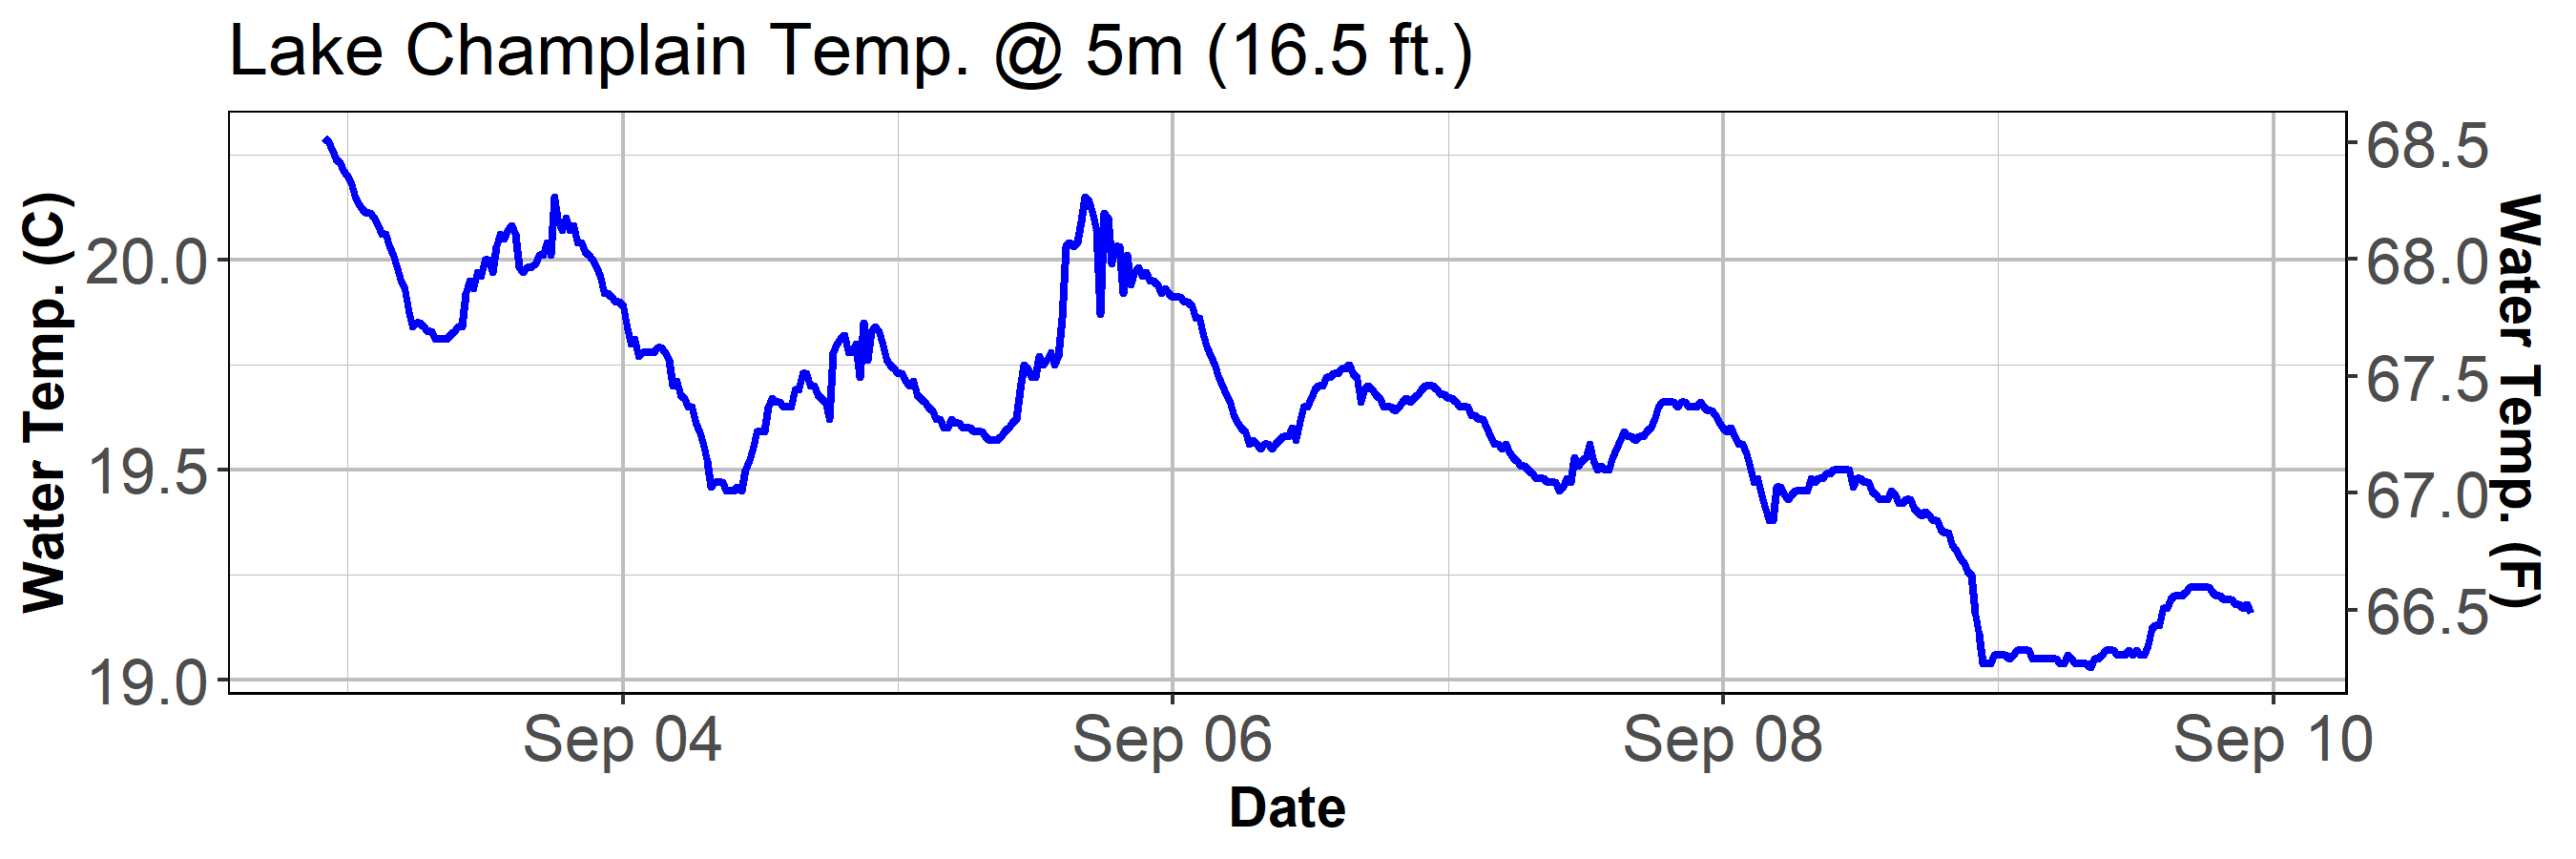 Lake Champlain Temp. @ 5m (16.5 ft.)
Water Temp. (C)
20.0
19.5
19.0
68.5
68.0
67.5
67.0
66.5
Water Temp. (F)
Sep 04
Sep 06
Sep 08
Sep 10
Date